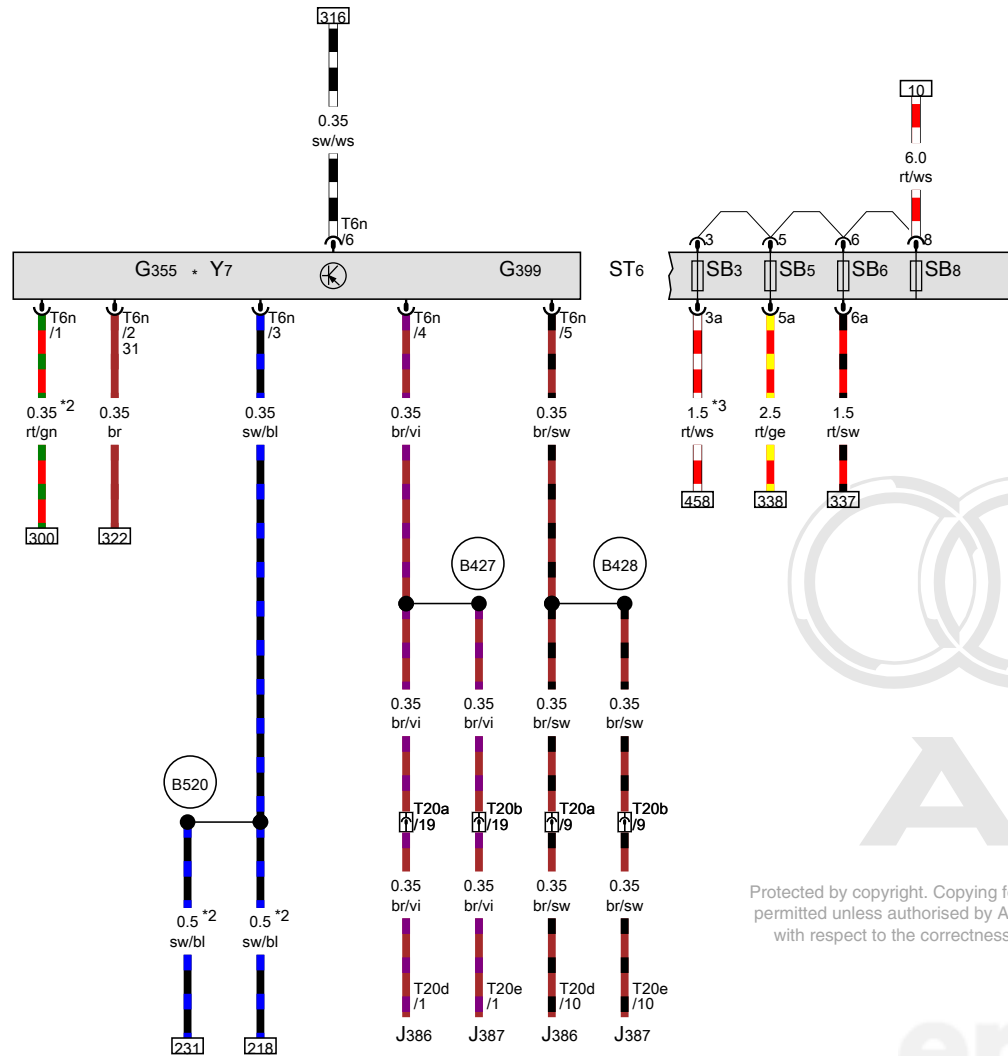 316
10
0.35
sw/ws
6.0
rt/ws
T6n
/6
3
5
6
8
G355 * Y7
G399
ST6
SB3
SB5
SB6
SB8
T6n
/1
T6n
/2
31
T6n
/3
T6n
/4
T6n
/5
3a
5a
6a
0.35 *2
rt/gn
0.35
br
0.35
sw/bl
0.35
br/vi
0.35
br/sw
1.5 *3
rt/ws
2.5
rt/ge
1.5
rt/sw
458
338
337
300
322
B427
B428
0.35
br/vi
0.35
br/vi
0.35
br/sw
0.35
br/sw
B520
T20a
/19
T20b
/19
T20a
/9
T20b
/9
0.5 *2
sw/bl
0.5 *2
sw/bl
0.35
br/vi
0.35
br/vi
0.35
br/sw
0.35
br/sw
Protected by copyright. Copying f
permitted unless authorised by A
with respect to the correctness
T20d
/1
T20e
/1
T20d
/10
T20e
/10
J386
J387
J386
J387
231
218